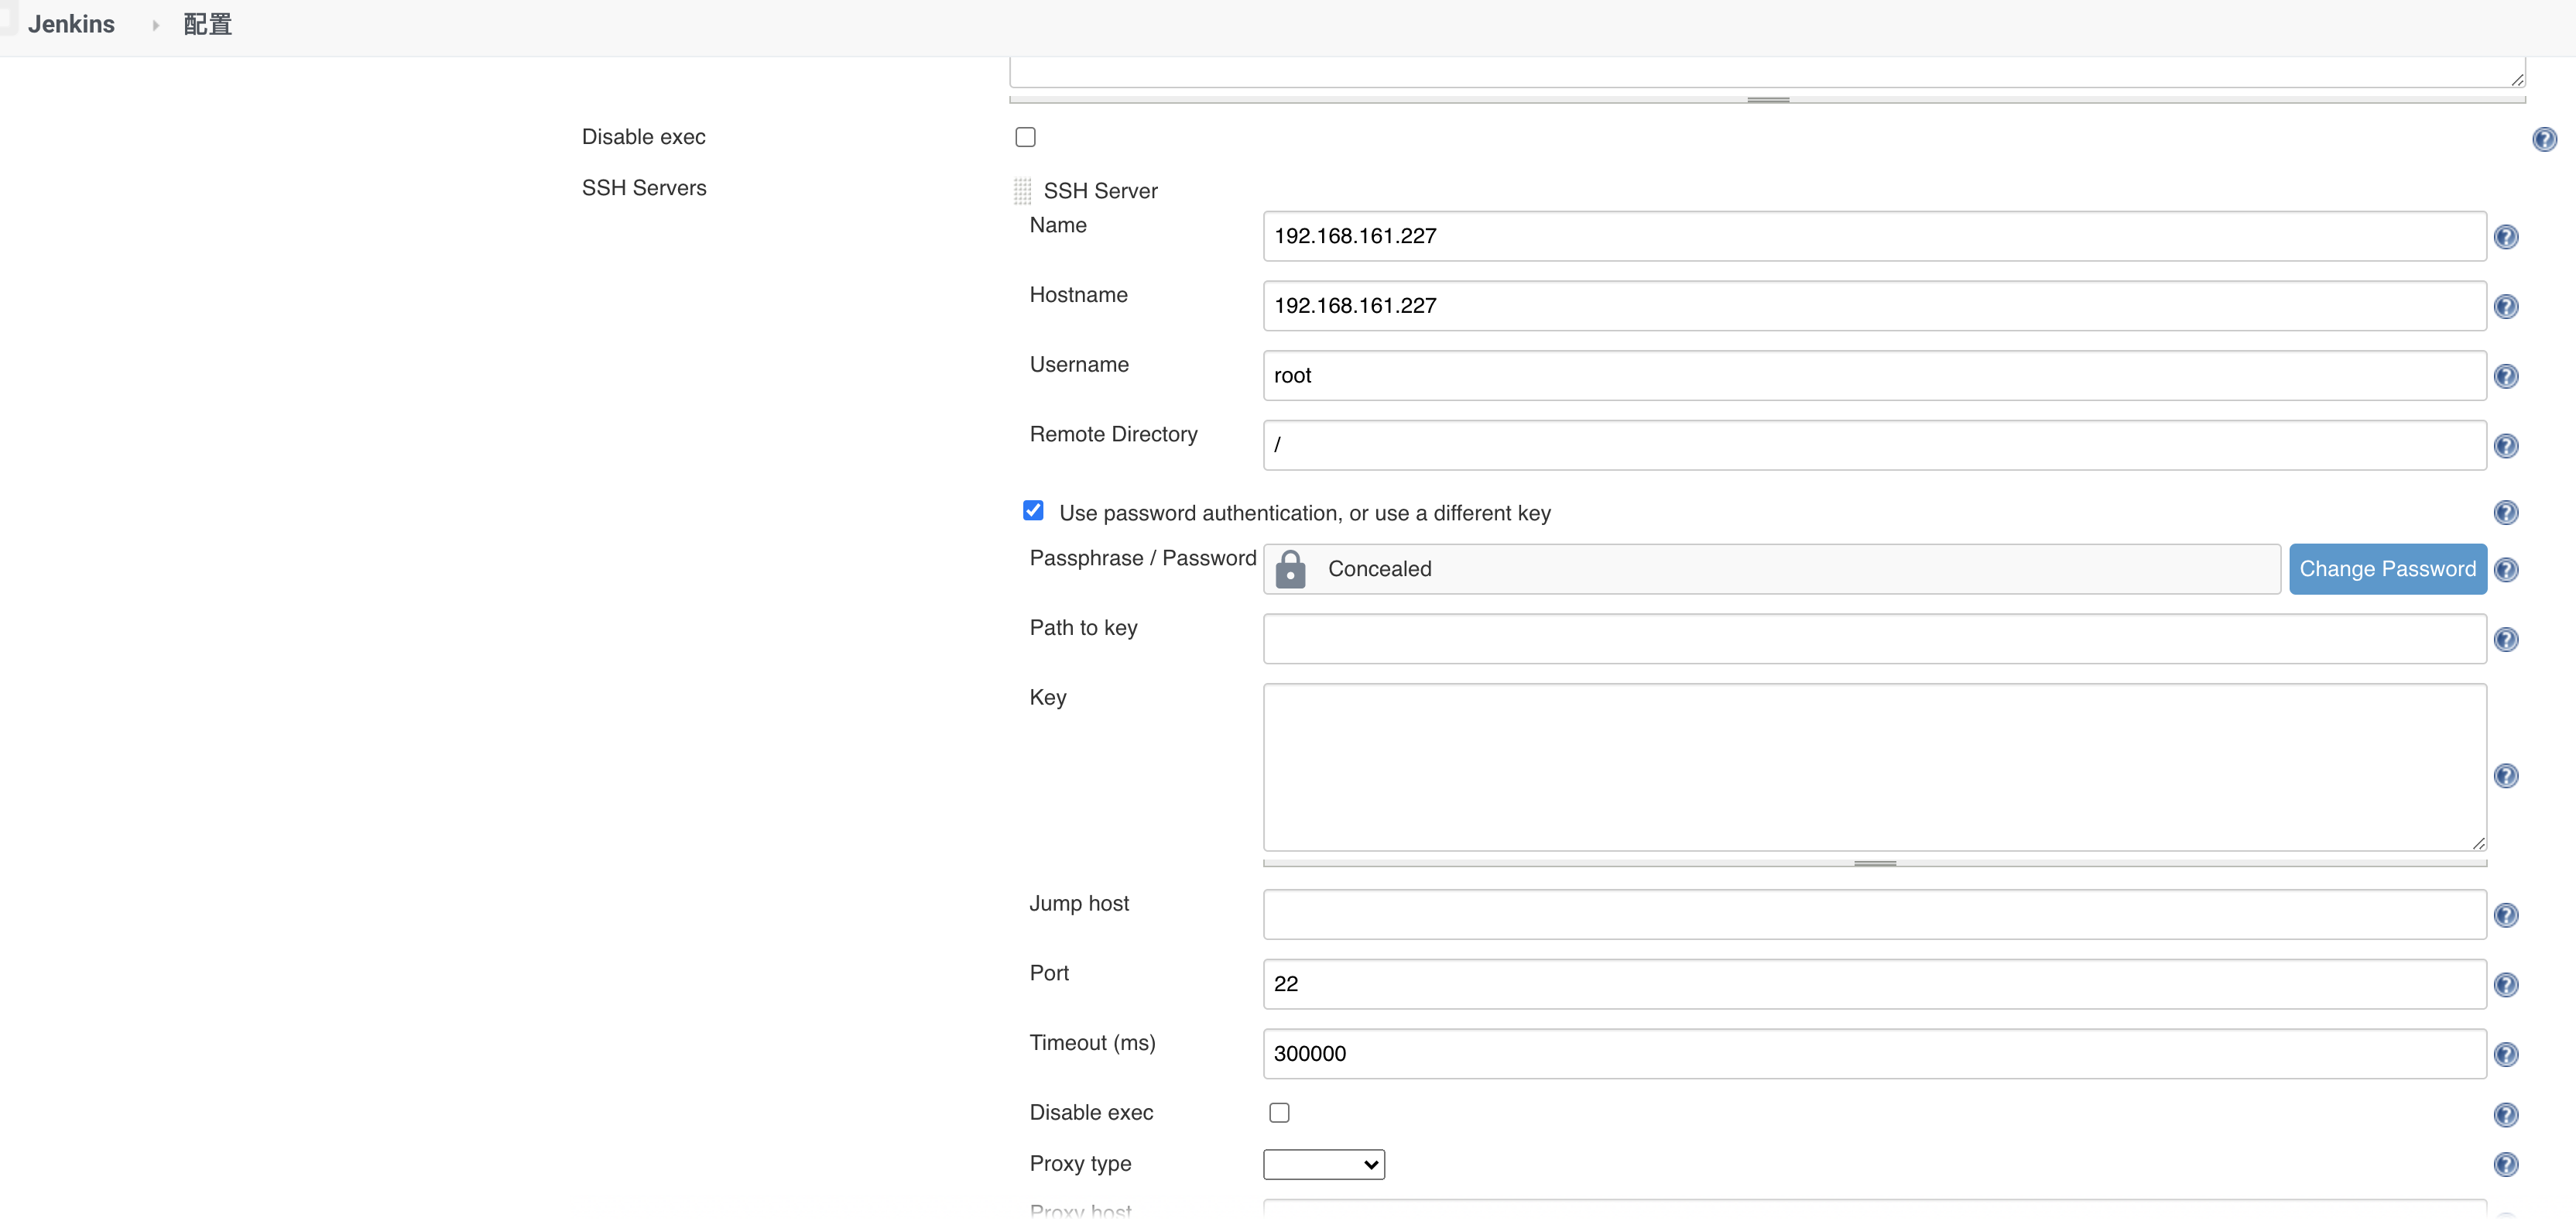 Jenkins 配置
Disable exec
SSH Servers
SSH Server
Name 192.168.161.227
Hostname 192.168.161.227
Username root
Remote Directory /
Use password authentication, or use a different key
Passphrase / Password Concealed Change Password
Path to key
Key
Jump host
Port 22
Timeout (ms) 300000
Disable exec
Proxy type
Proxy host